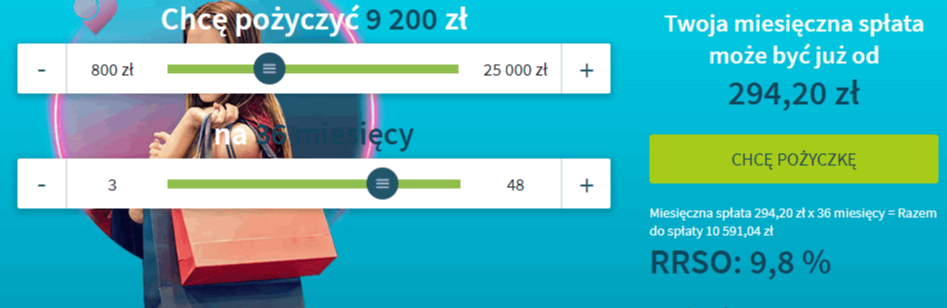 Chcę pożyczyć 9 200 zł
-
800 zł
25 000 zł
+
na 36 miesięcy
-
3
48
+
Twoja miesięczna spłata
może być już od
294,20 zł
CHCĘ POŻYCZKĘ
Miesięczna spłata 294,20 zł x 36 miesięcy = Razem
do spłaty 10 591,04 zł
RRSO: 9,8 %